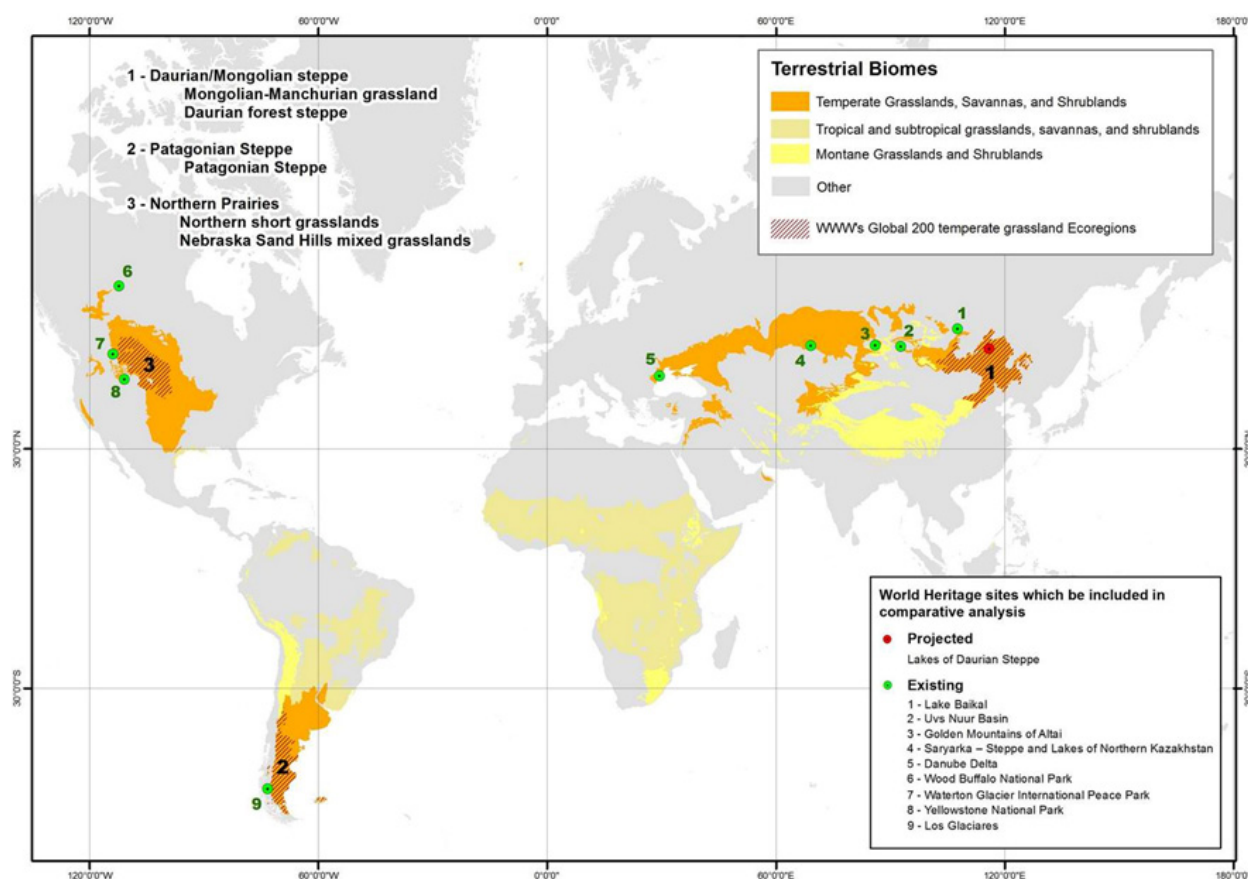 120°0'0"W 60°0'0"W 0°0'0" 60°0'0"E 120°0'0"E 180°0'0
1 - Daurian/Mongolian steppe
Mongolian-Manchurian grassland
Daurian forest steppe
2 - Patagonian Steppe
Patagonian Steppe
3 - Northern Prairies
Northern short grasslands
Nebraska Sand Hills mixed grasslands
Terrestrial Biomes
Temperate Grasslands, Savannas, and Shrublands
Tropical and subtropical grasslands, savannas, and shrublands
Montane Grasslands and Shrublands
Other
WWW's Global 200 temperate grassland Ecoregions
6
7
3
8
5
4
3
2
1
1
30°0'0"N
30°0'0"N
30°0'0"S
30°0'0"S
2
9
World Heritage sites which be included in
comparative analysis
Projected
Lakes of Daurian Steppe
Existing
1 - Lake Baikal
2 - Uvs Nuur Basin
3 - Golden Mountains of Altai
4 - Saryarka – Steppe and Lakes of Northern Kazakhstan
5 - Danube Delta
6 - Wood Buffalo National Park
7 - Waterton Glacier International Peace Park
8 - Yellowstone National Park
9 - Los Glaciares
120°0'0"W 60°0'0"W 0°0'0" 60°0'0"E 120°0'0"E 180°0'0